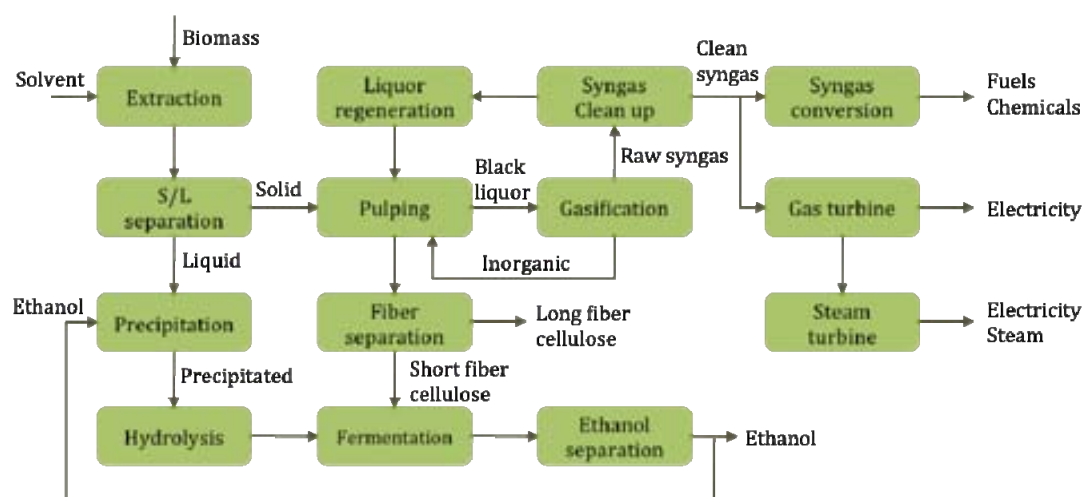 Biomass
Solvent
Extraction
Liquor
regeneration
Syngas
Clean up
Clean
syngas
Syngas
conversion
Fuels
Chemicals
Raw syngas
S/L
separation
Solid
Pulping
Black
liquor
Gasification
Gas turbine
Electricity
Liquid
Inorganic
Ethanol
Precipitation
Fiber
separation
Long fiber
cellulose
Steam
turbine
Electricity
Steam
Precipitated
Short fiber
cellulose
Hydrolysis
Fermentation
Ethanol
separation
Ethanol